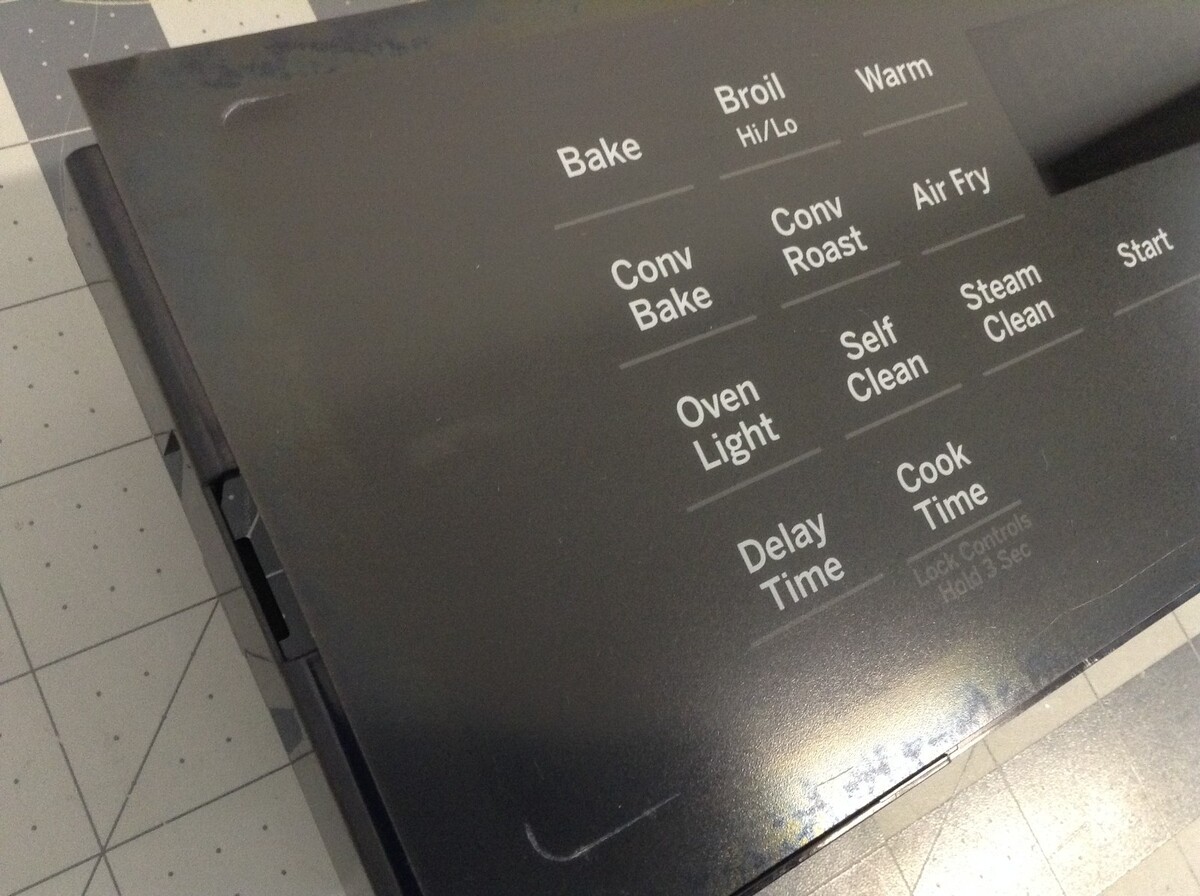 Bake
Broil
Hi/Lo
Warm
Conv
Bake
Conv
Roast
Air Fry
Oven
Light
Self
Clean
Steam
Clean
Start
Delay
Time
Cook
Time
Lock Controls
Hold 3 Sec